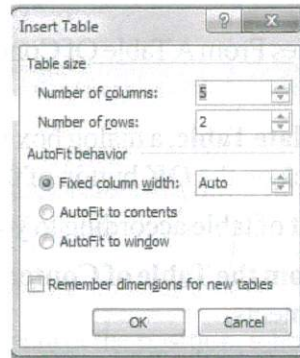 Insert Table
Table size
Number of columns: 5
Number of rows: 2
AutoFit behavior
Fixed column width: Auto
AutoFit to contents
AutoFit to window
Remember dimensions for new tables
OK Cancel